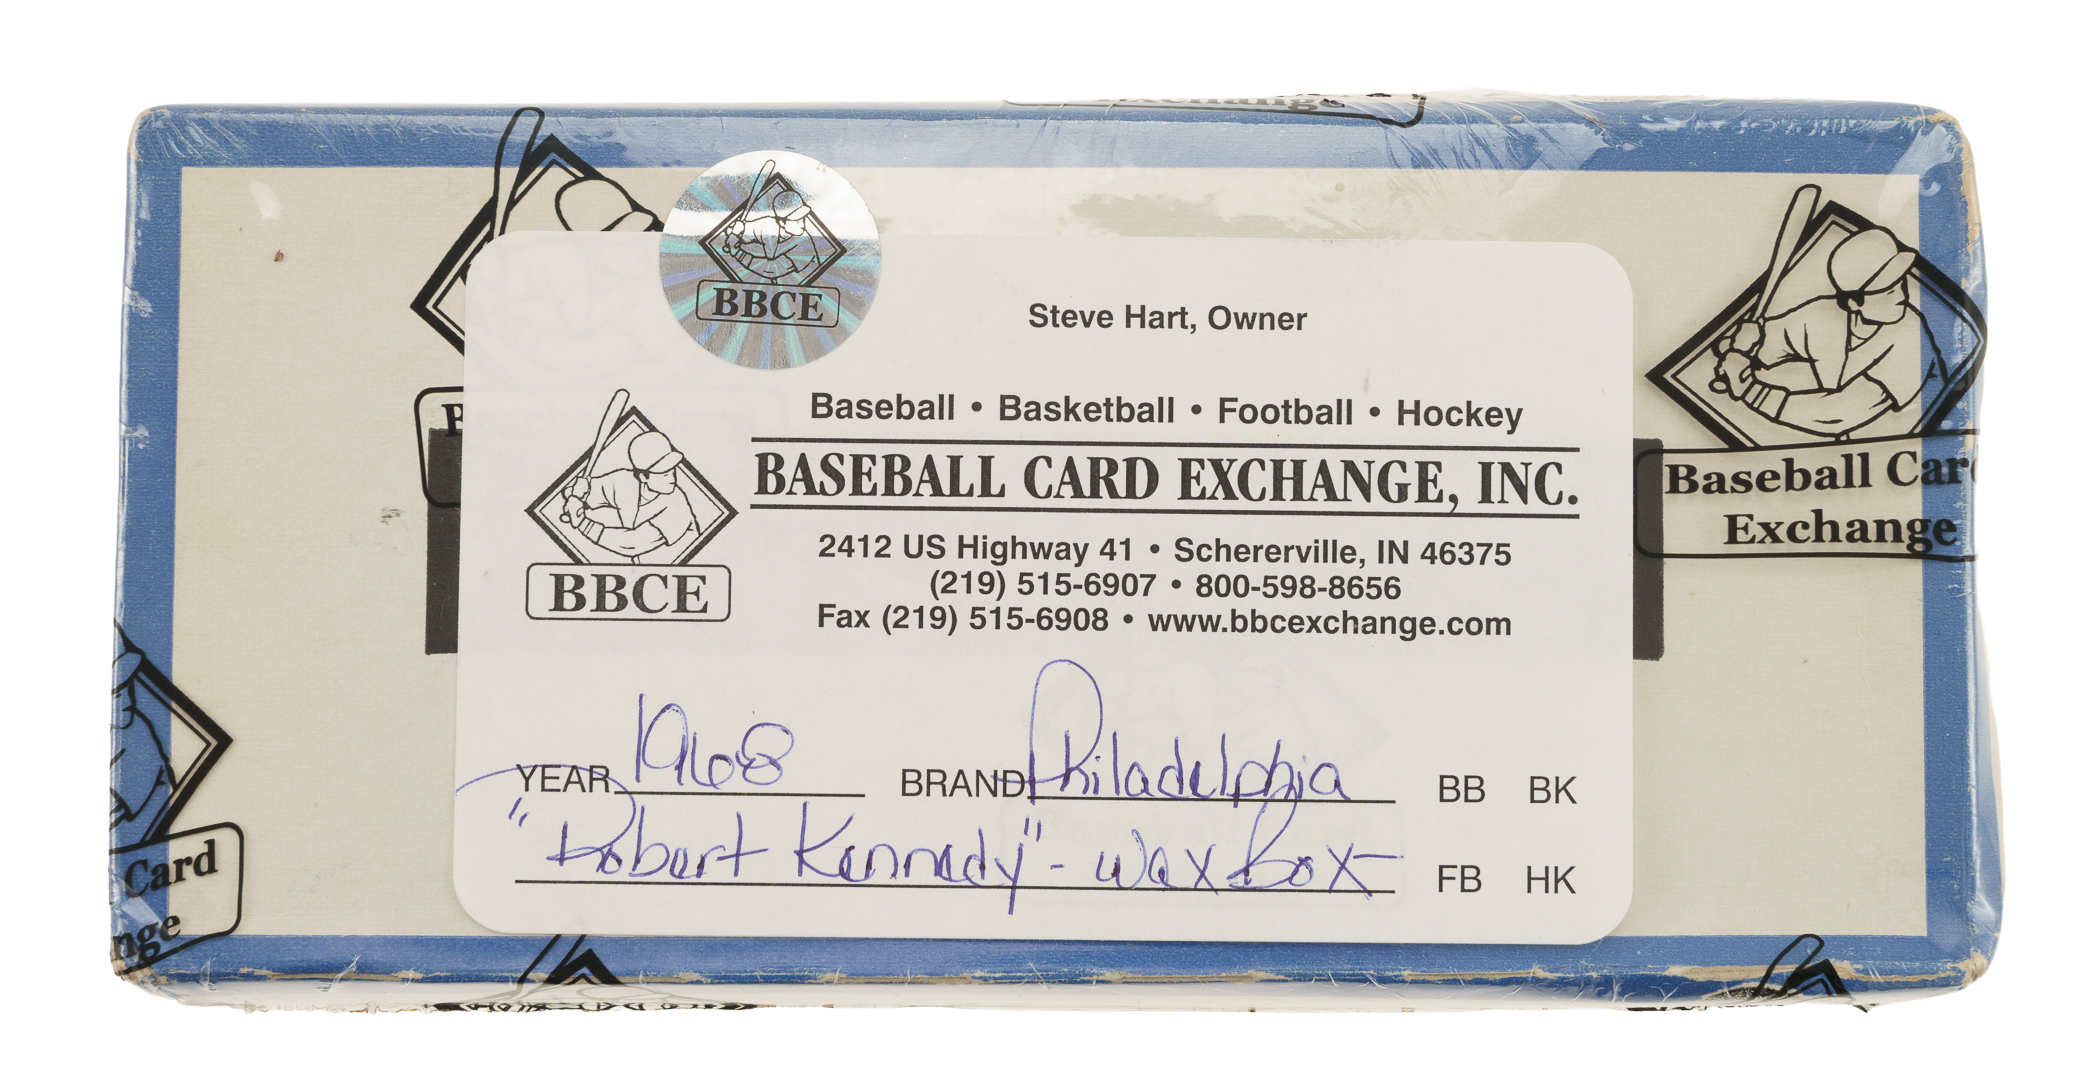 Exchange
BBCE
Steve Hart, Owner
Baseball • Basketball • Football • Hockey
BASEBALL CARD EXCHANGE, INC.
2412 US Highway 41 • Schererville, IN 46375
(219) 515-6907 • 800-598-8656
Fax (219) 515-6908 • www.bbcexchange.com
BBCE
Baseball Card
Exchange
YEAR 1968 BRAND Philadelphia BB BK
"Robert Kennedy" - Wax Box - FB HK
Card
nge